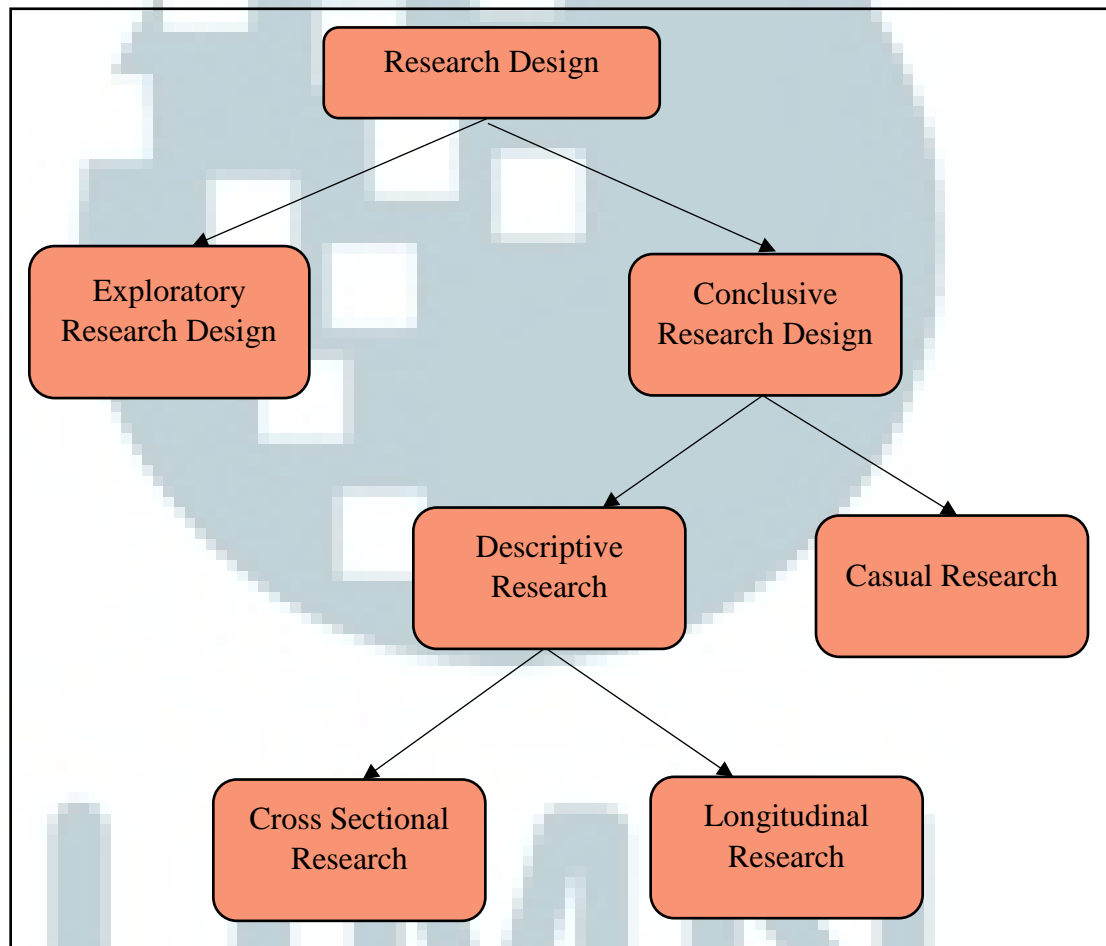 Research Design
Exploratory
Research Design
Conclusive
Research Design
Descriptive
Research
Casual Research
Cross Sectional
Research
Longitudinal
Research